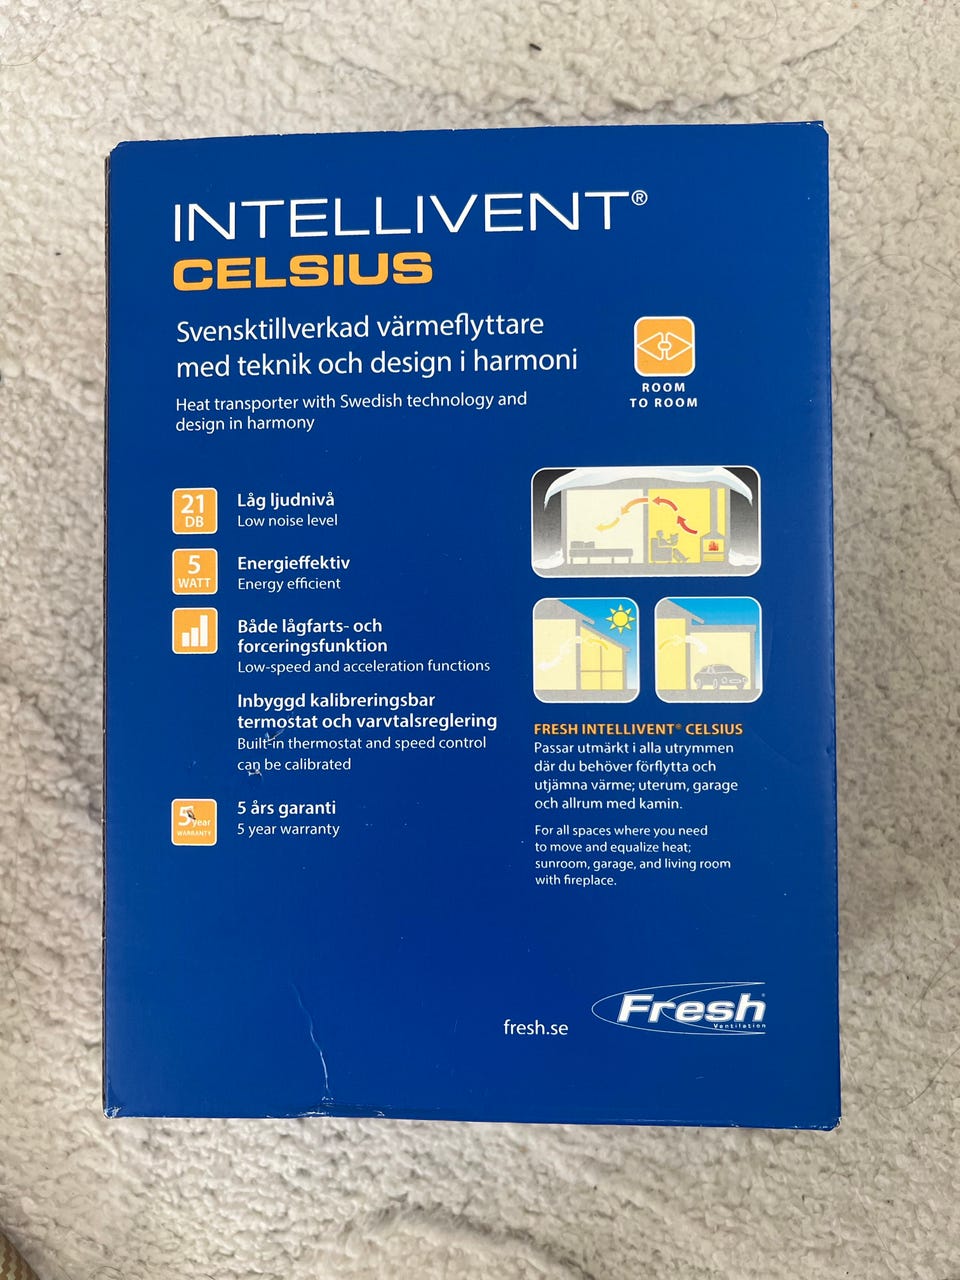 INTELLIVENT®
CELSIUS
Svensktillverkad värmeflyttare
med teknik och design i harmoni
Heat transporter with Swedish technology and
design in harmony
ROOM
TO ROOM
21
DB
Låg ljudnivå
Low noise level
5
WATT
Energieffektiv
Energy efficient
Både lågfarts- och
forceringsfunktion
Low-speed and acceleration functions
Inbyggd kalibreringsbar
termostat och varvtalsreglering
Built-in thermostat and speed control
can be calibrated
5 year
WARRANTY
5 års garanti
5 year warranty
FRESH INTELLIVENT® CELSIUS
Passar utmärkt i alla utrymmen
där du behöver förflytta och
utjämna värme; uterum, garage
och allrum med kamin.
For all spaces where you need
to move and equalize heat;
sunroom, garage, and living room
with fireplace.
fresh.se
Fresh®
Ventilation